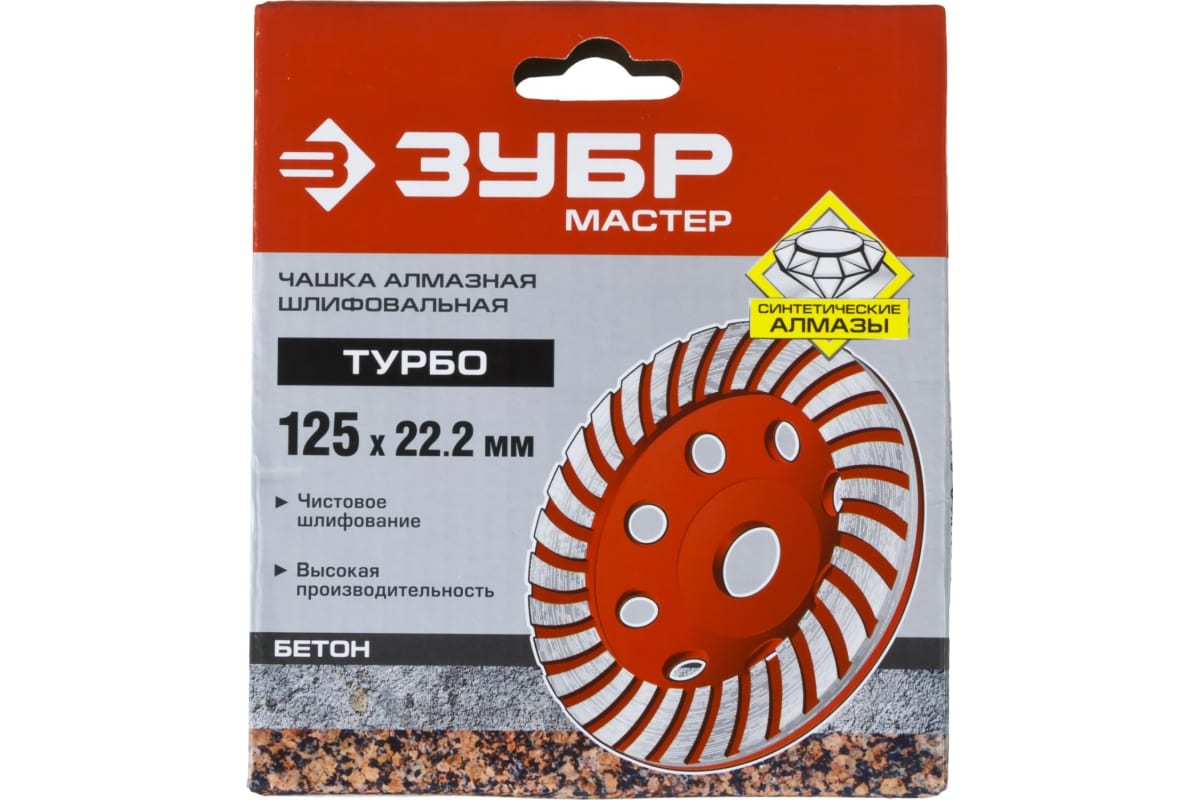 ЗУБР
МАСТЕР
СИНТЕТИЧЕСКИЕ
АЛМАЗЫ
ЧАШКА АЛМАЗНАЯ
ШЛИФОВАЛЬНАЯ
ТУРБО
125 х 22.2 мм
Чистовое
шлифование
Высокая
производительность
БЕТОН